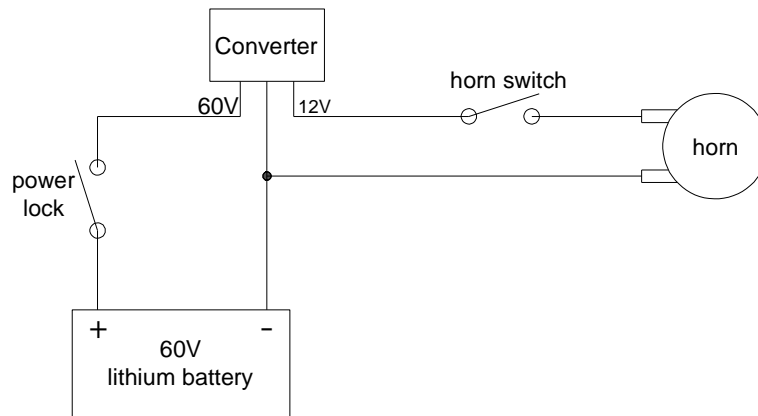 Converter
60V
12V
horn switch
horn
power
lock
+
-
60V
lithium battery